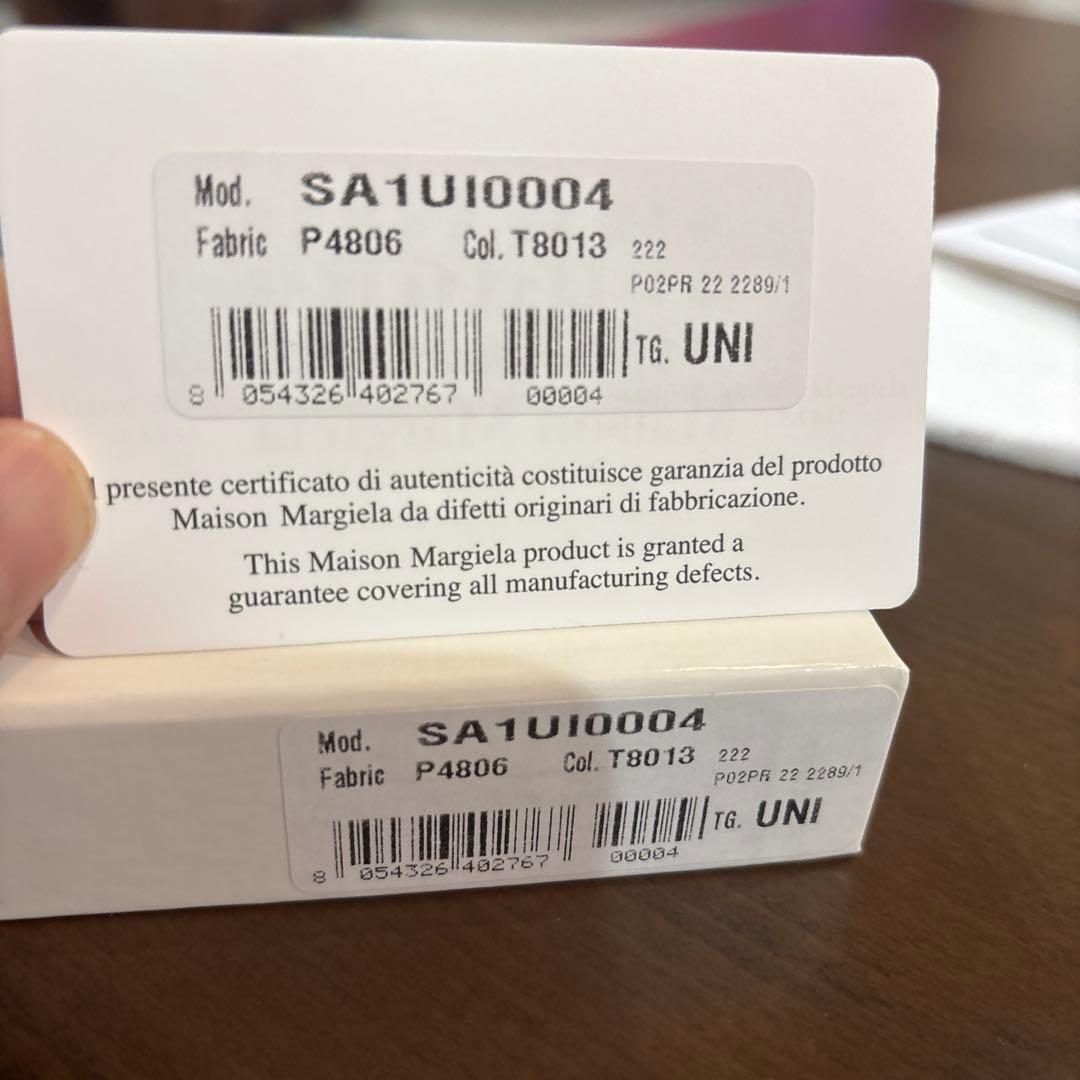 Mod. SA1UI0004
Fabric P4806 Col. T8013 222
P02PR 22 2289/1
TG. UNI
8 054326 402767 00004
presente certificato di autenticità costituisce garanzia del prodotto
Maison Margiela da difetti originari di fabbricazione.
This Maison Margiela product is granted a
guarantee covering all manufacturing defects.
Mod. SA1UI0004
Fabric P4806 Col. T8013 222
P02PR 22 2289/1
TG. UNI
8 054326 402767 00004